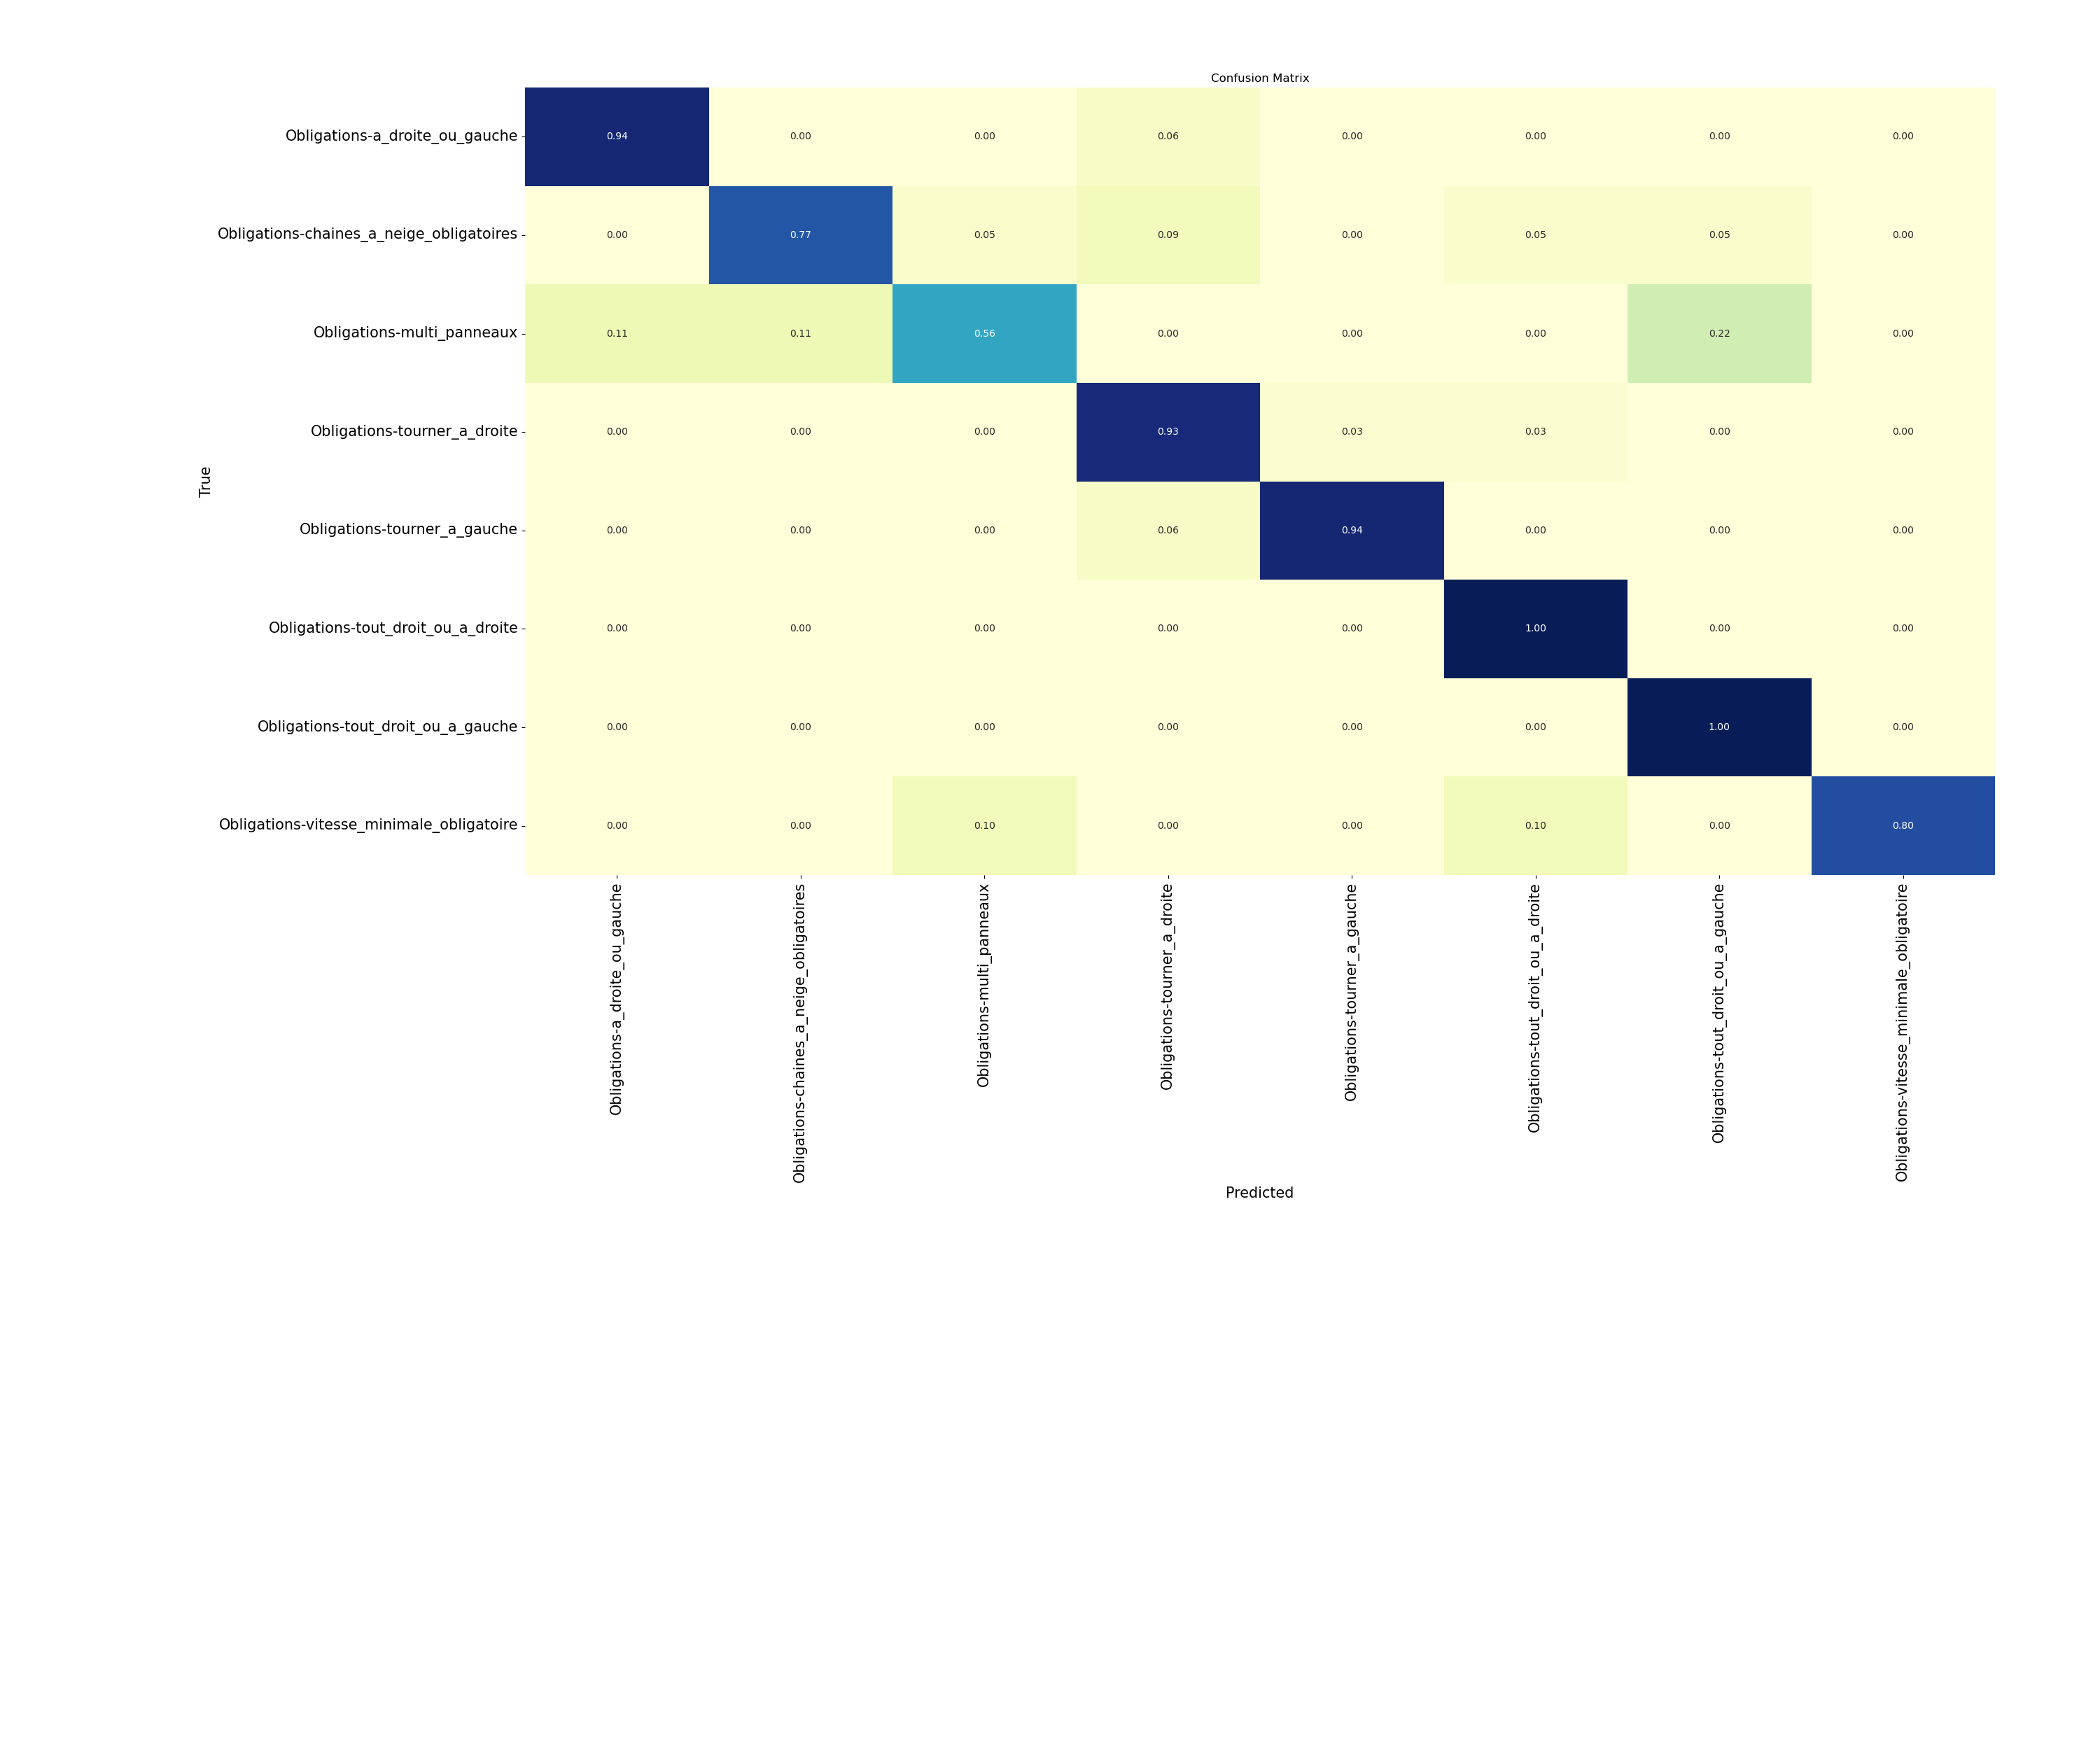 Confusion Matrix
Obligations-a_droite_ou_gauche 0.94 0.00 0.00 0.06 0.00 0.00 0.00 0.00
Obligations-chaines_a_neige_obligatoires 0.00 0.77 0.05 0.09 0.00 0.05 0.05 0.00
Obligations-multi_panneaux 0.11 0.11 0.56 0.00 0.00 0.00 0.22 0.00
Obligations-tourner_a_droite 0.00 0.00 0.00 0.93 0.03 0.03 0.00 0.00
True
Obligations-tourner_a_gauche 0.00 0.00 0.00 0.06 0.94 0.00 0.00 0.00
Obligations-tout_droit_ou_a_droite 0.00 0.00 0.00 0.00 0.00 1.00 0.00 0.00
Obligations-tout_droit_ou_a_gauche 0.00 0.00 0.00 0.00 0.00 0.00 1.00 0.00
Obligations-vitesse_minimale_obligatoire 0.00 0.00 0.10 0.00 0.00 0.10 0.00 0.80
Obligations-a_droite_ou_gauche
Obligations-chaines_a_neige_obligatoires
Obligations-multi_panneaux
Obligations-tourner_a_droite
Obligations-tourner_a_gauche
Obligations-tout_droit_ou_a_droite
Obligations-tout_droit_ou_a_gauche
Obligations-vitesse_minimale_obligatoire
Predicted